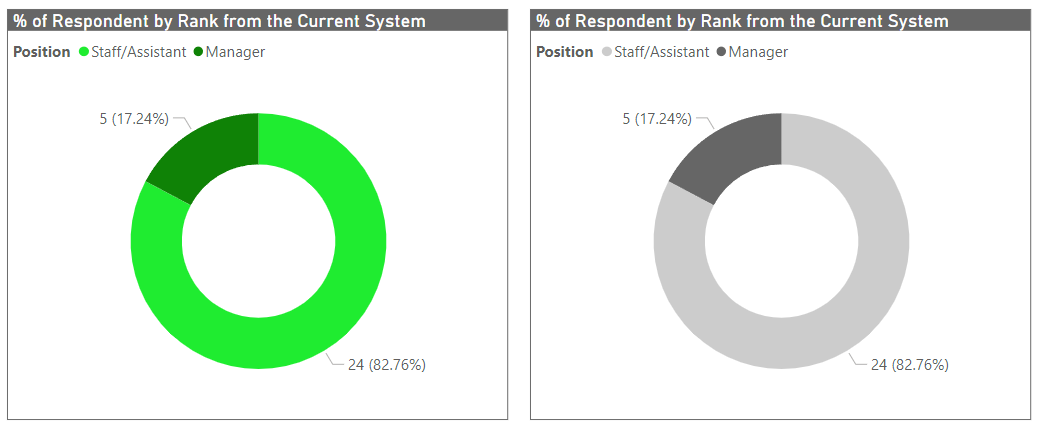 % of Respondent by Rank from the Current System
Position Staff/Assistant Manager
5 (17.24%)
24 (82.76%)
% of Respondent by Rank from the Current System
Position Staff/Assistant Manager
5 (17.24%)
24 (82.76%)